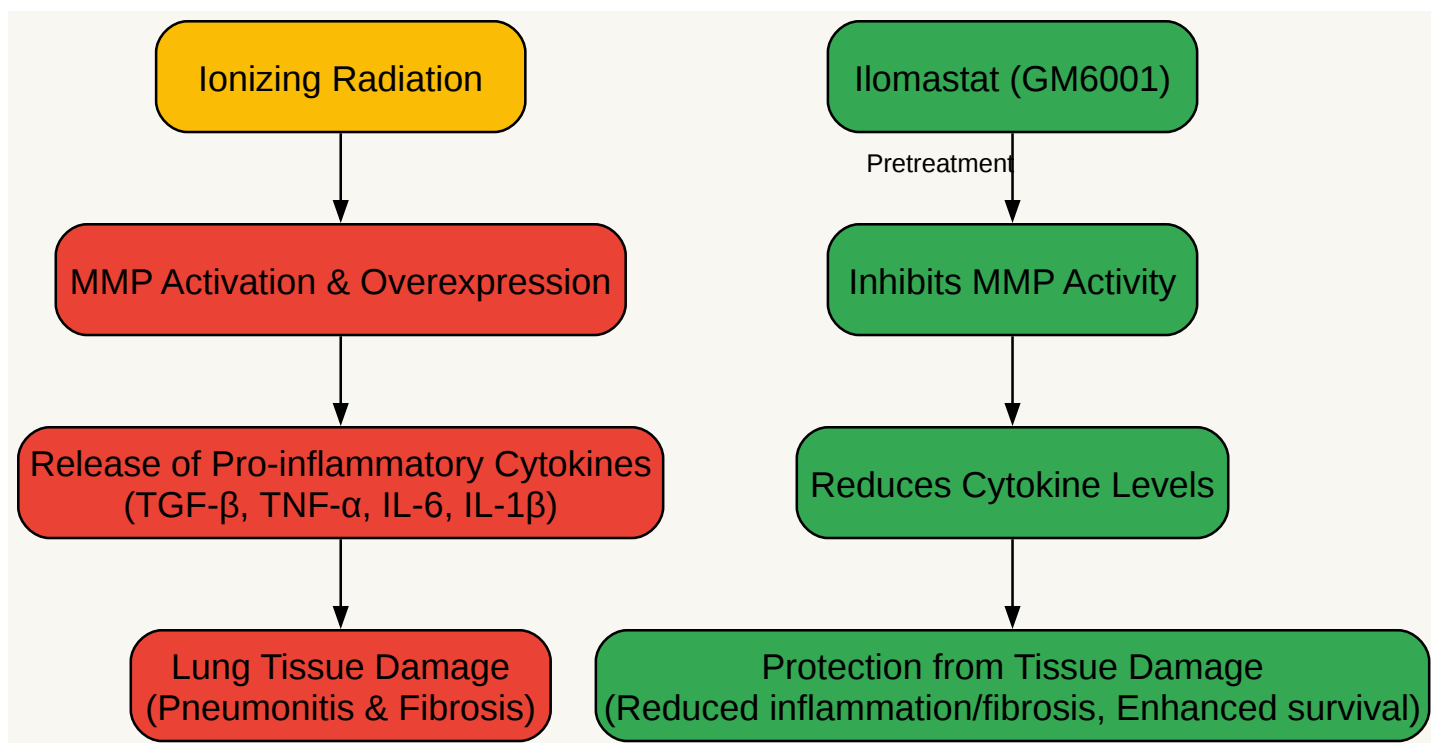 Ionizing Radiation
Ilomastat (GM6001)
Pretreatment
MMP Activation & Overexpression
Inhibits MMP Activity
Release of Pro-inflammatory Cytokines
(TGF-β, TNF-α, IL-6, IL-1β)
Reduces Cytokine Levels
Lung Tissue Damage
(Pneumonitis & Fibrosis)
Protection from Tissue Damage
(Reduced inflammation/fibrosis, Enhanced survival)